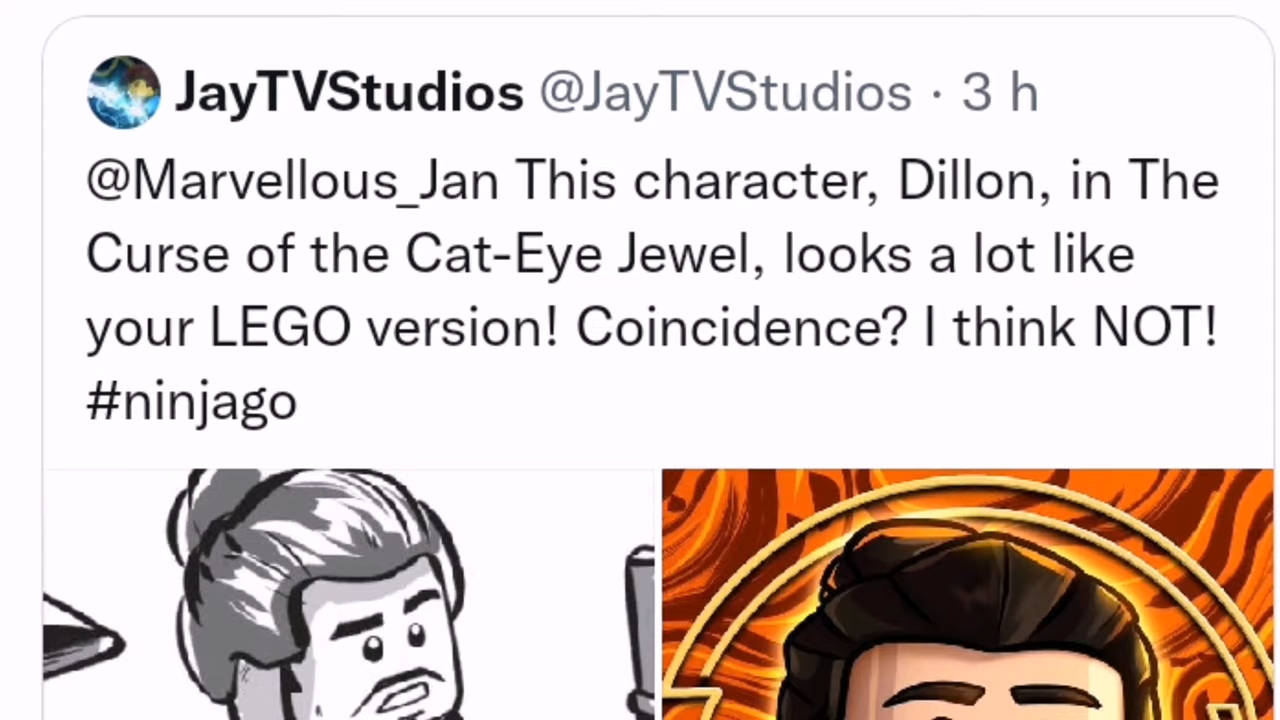 JayTVStudios @JayTVStudios · 3 h
@Marvellous_Jan This character, Dillon, in The
Curse of the Cat-Eye Jewel, looks a lot like
your LEGO version! Coincidence? I think NOT!
#ninjago